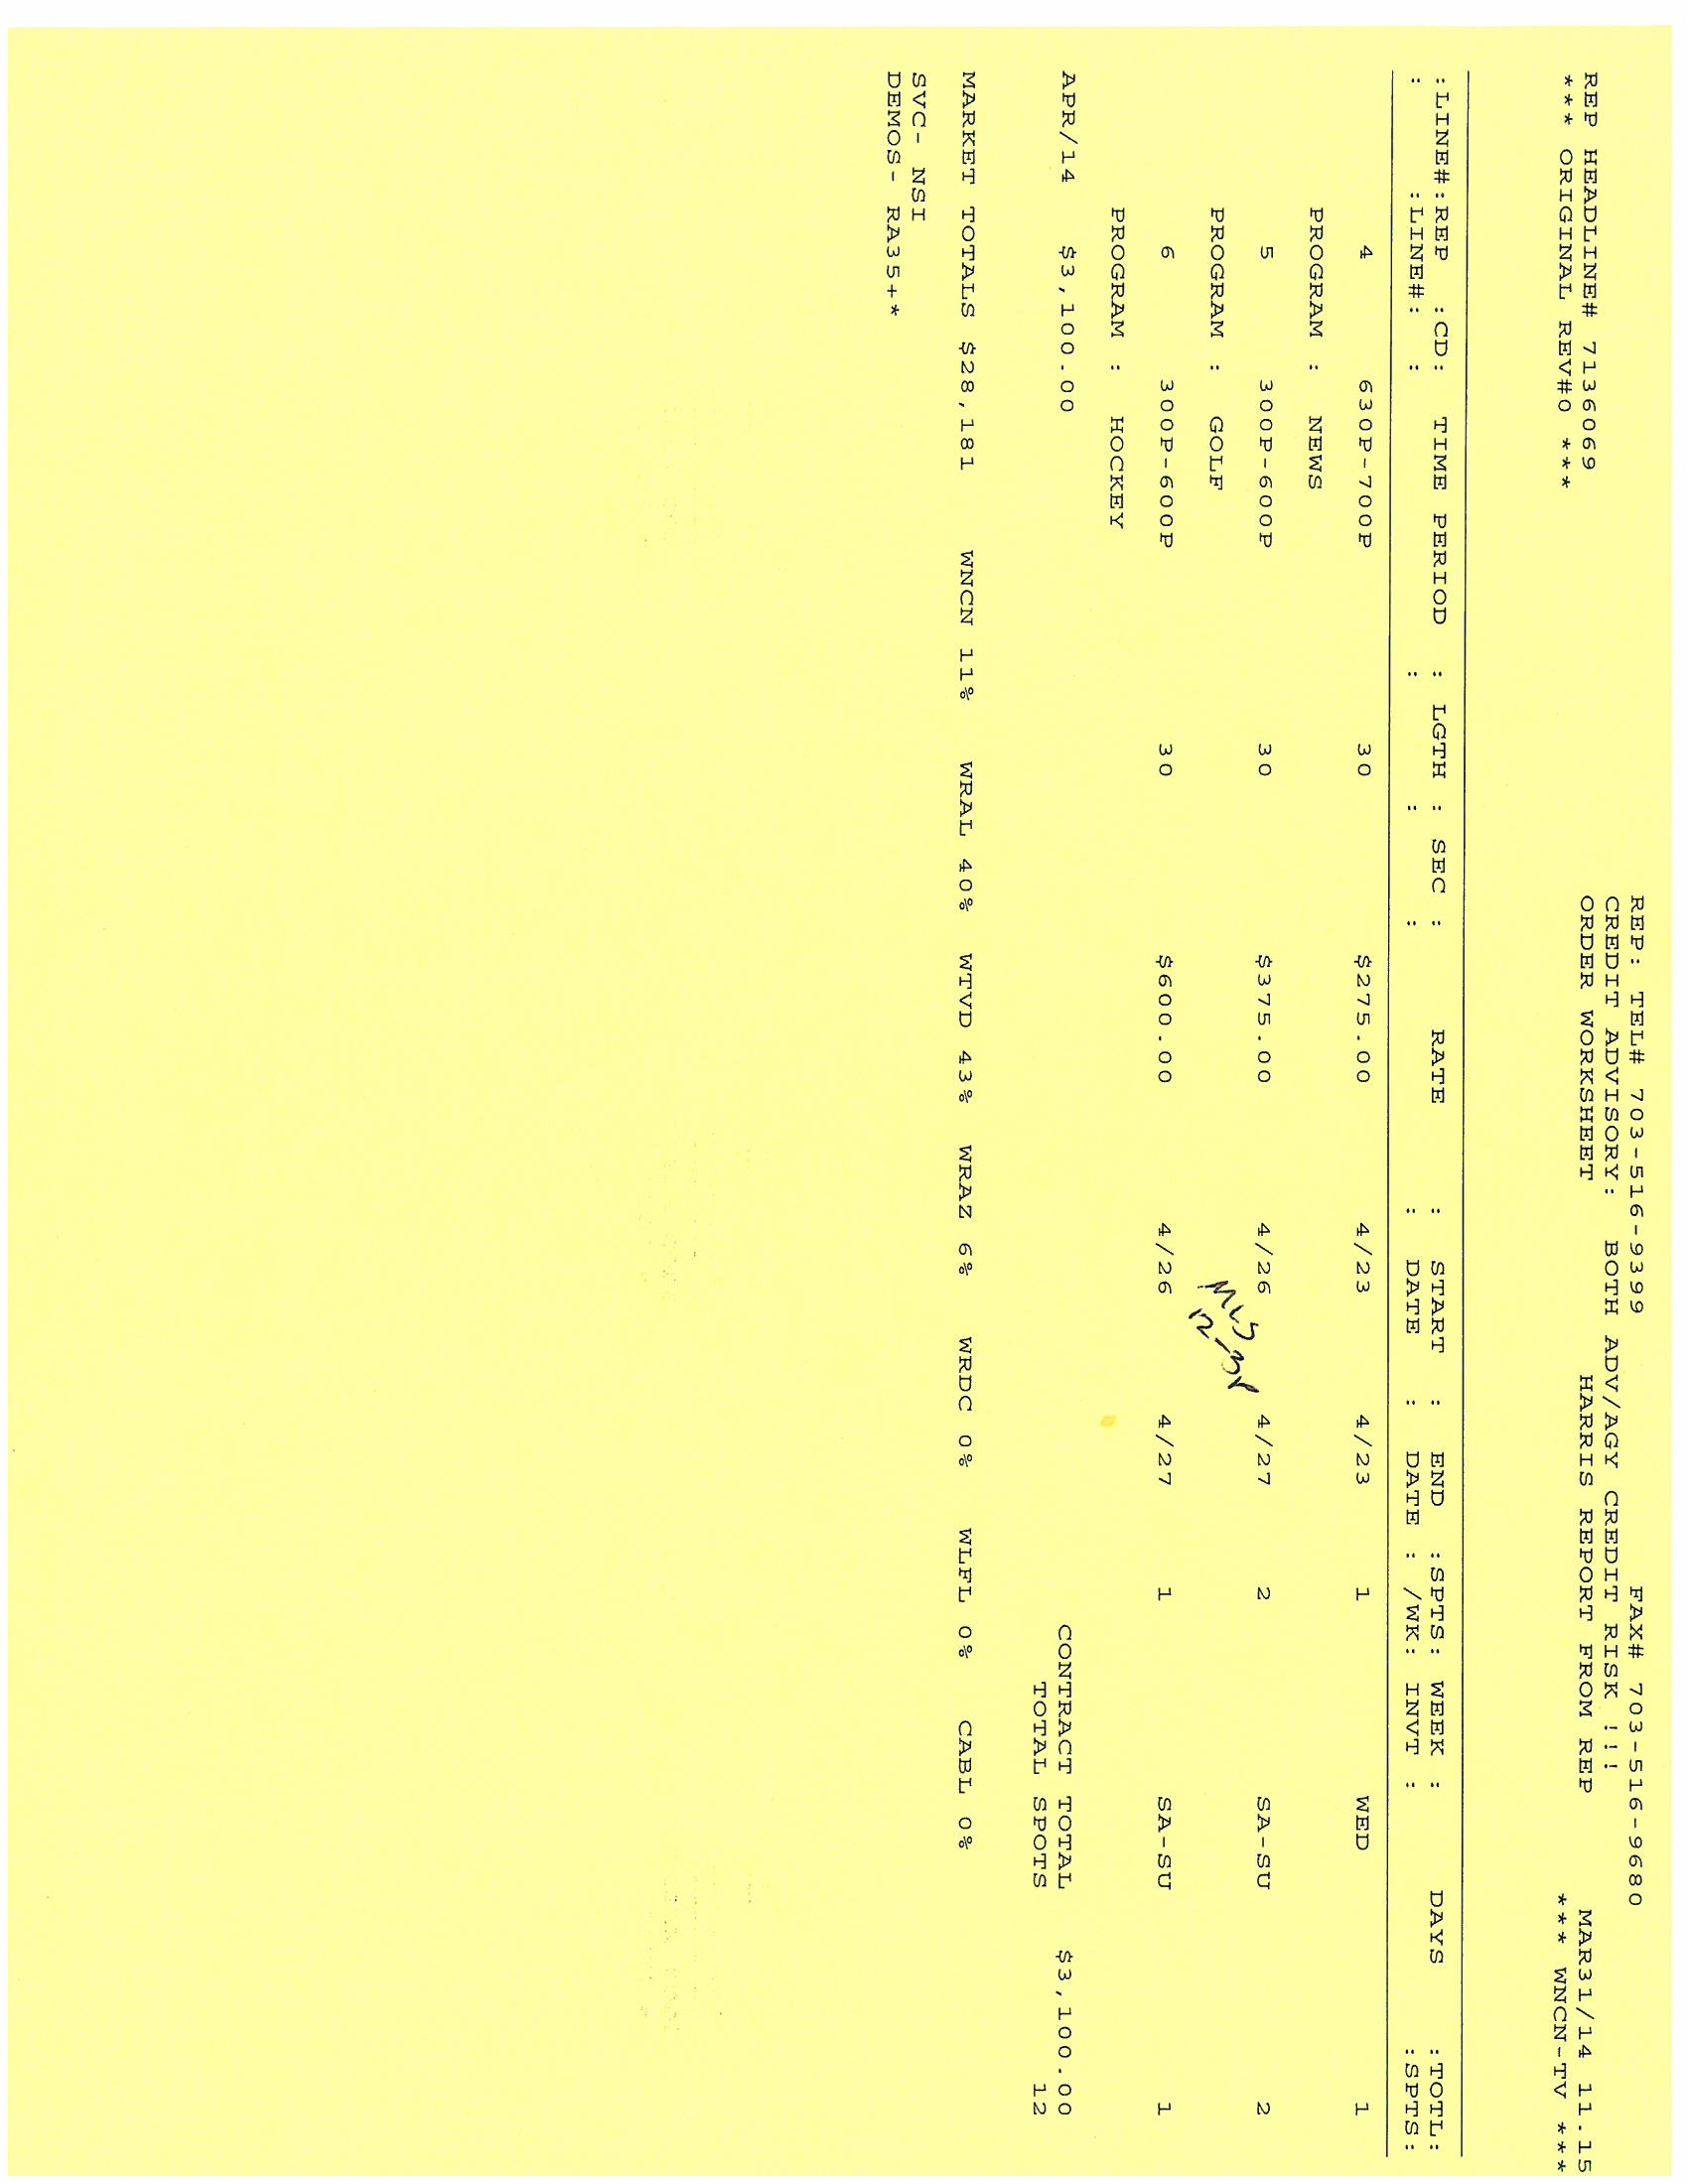 REP: TEL# 703-516-9399 FAX# 703-516-9680
CREDIT ADVISORY: BOTH ADV/AGY CREDIT RISK !!!
REP HEADLINE# 7136069 ORDER WORKSHEET HARRIS REPORT FROM REP MAR31/14 11.15
*** ORIGINAL REV#0 *** *** WNCN-TV ***
:LINE#:REP :CD: TIME PERIOD : LGTH : SEC : RATE : START : END :SPTS: WEEK : DAYS :TOTL:
: :LINE#: : : : : : DATE : DATE : /WK: INVT : :SPTS:
4 630P-700P 30 $275.00 4/23 4/23 1 WED 1
PROGRAM : NEWS
5 300P-600P 30 $375.00 4/26 4/27 2 SA-SU 2
MLS
12-3P
PROGRAM : GOLF
6 300P-600P 30 $600.00 4/26 4/27 1 SA-SU 1
PROGRAM : HOCKEY
APR/14 $3,100.00 CONTRACT TOTAL $3,100.00
TOTAL SPOTS 12
MARKET TOTALS $28,181 WNCN 11% WRAL 40% WTVD 43% WRAZ 6% WRDC 0% WLFL 0% CABL 0%
SVC- NSI
DEMOS- RA35+*